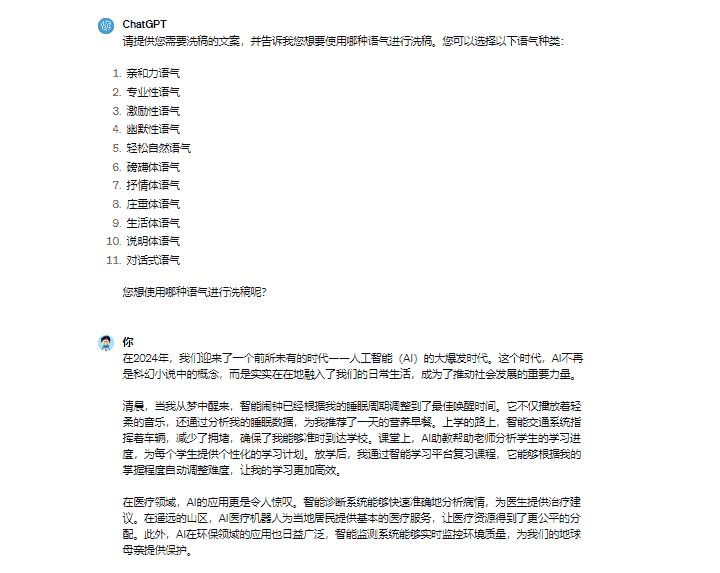 ChatGPT
请提供您需要洗稿的文案，并告诉我您想要使用哪种语气进行洗稿。您可以选择以下语气种类：
1. 亲和力语气
2. 专业性语气
3. 激励性语气
4. 幽默性语气
5. 轻松自然语气
6. 磅礴体语气
7. 抒情体语气
8. 庄重体语气
9. 生活体语气
10. 说明体语气
11. 对话式语气
您想使用哪种语气进行洗稿呢？
你
在2024年，我们迎来了一个前所未有的时代——人工智能（AI）的大爆发时代。这个时代，AI不再
是科幻小说中的概念，而是实实在在地融入了我们的日常生活，成为了推动社会发展的重要力量。
清晨，当我从梦中醒来，智能闹钟已经根据我的睡眠周期调整到了最佳唤醒时间。它不仅播放着轻
柔的音乐，还通过分析我的睡眠数据，为我推荐了一天的营养早餐。上学的路上，智能交通系统指
挥着车辆，减少了拥堵，确保了我能够准时到达学校。课堂上，AI助教帮助老师分析学生的学习进
度，为每个学生提供个性化的学习计划。放学后，我通过智能学习平台复习课程，它能够根据我的
掌握程度自动调整难度，让我的学习更加高效。
在医疗领域，AI的应用更是令人惊叹。智能诊断系统能够快速准确地分析病情，为医生提供治疗建
议。在遥远的山区，AI医疗机器人为当地居民提供基本的医疗服务，让医疗资源得到了更公平的分
配。此外，AI在环保领域的应用也日益广泛，智能监测系统能够实时监控环境质量，为我们的地球
母亲提供保护。